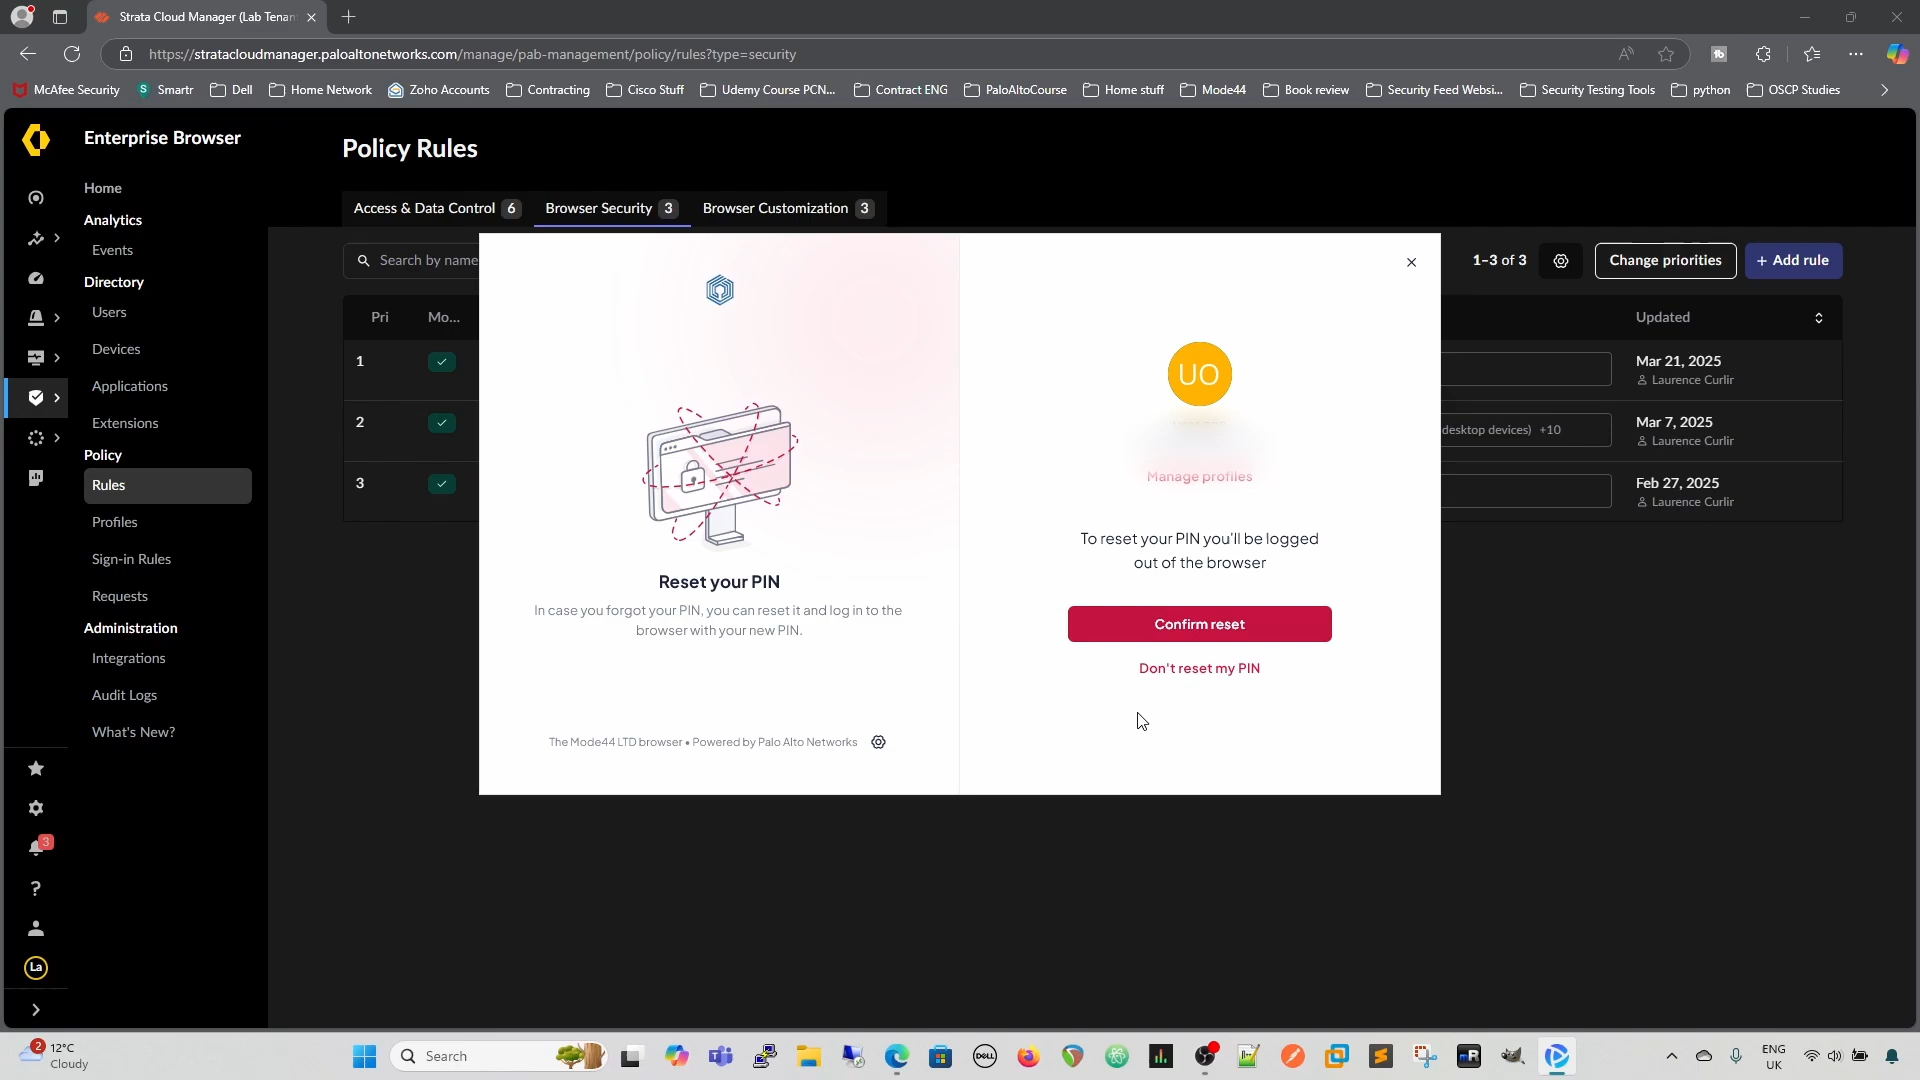 Strata Cloud Manager (Lab Tenan
https://stratacloudmanager.paloaltonetworks.com/manage/pab-management/policy/rules?type=security
McAfee Security
Smartr
Dell
Home Network
Zoho Accounts
Contracting
Cisco Stuff
Udemy Course PCN...
Contract ENG
PaloAltoCourse
Home stuff
Mode44
Book review
Security Feed Websi...
Security Testing Tools
python
OSCP Studies
Enterprise Browser
Home
Analytics
Events
Directory
Users
Devices
Applications
Extensions
Policy
Rules
Profiles
Sign-in Rules
Requests
Administration
Integrations
Audit Logs
What's New?
3
La
Policy Rules
Access & Data Control 6
Browser Security 3
Browser Customization 3
Search by name
1–3 of 3
Change priorities
+ Add rule
Pri
Mo...
Updated
1
Mar 21, 2025
Laurence Curlir
2
desktop devices) +10
Mar 7, 2025
Laurence Curlir
3
Feb 27, 2025
Laurence Curlir
Reset your PIN
In case you forgot your PIN, you can reset it and log in to the
browser with your new PIN.
The Mode44 LTD browser • Powered by Palo Alto Networks
UO
Manage profiles
To reset your PIN you'll be logged
out of the browser
Confirm reset
Don't reset my PIN
2
12°C
Cloudy
Search
DELL
mR
ENG
UK